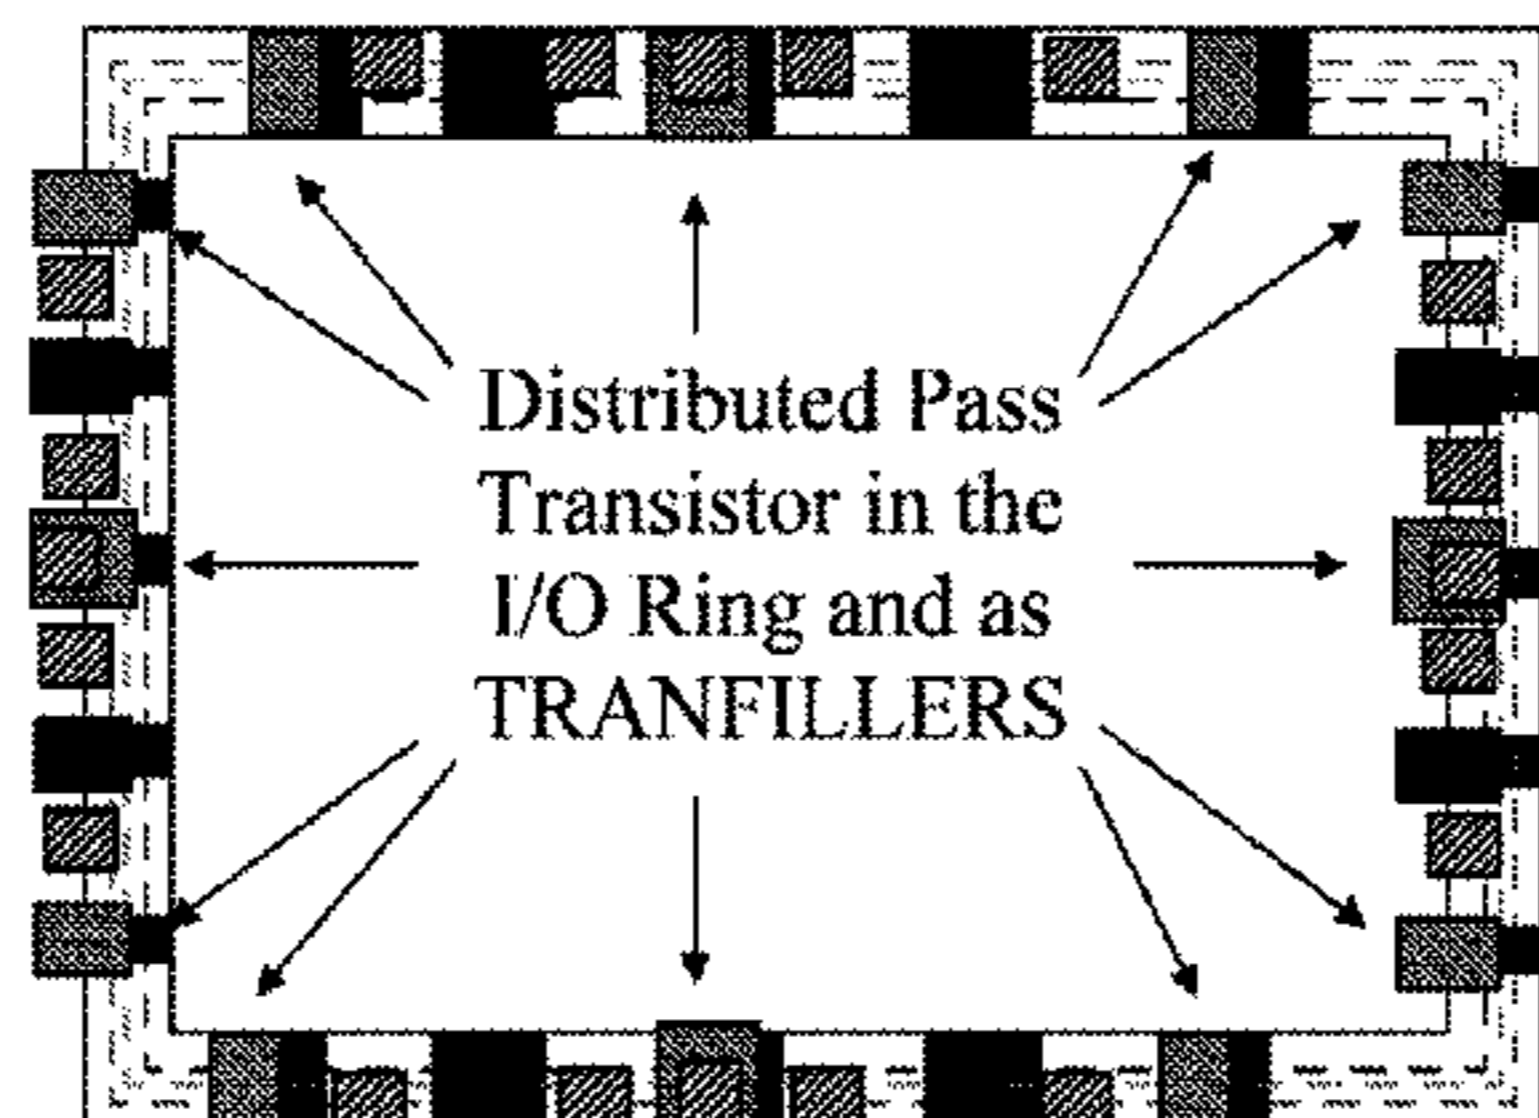 Distributed Pass
Transistor in the
I/O Ring and as
TRANFILLERS